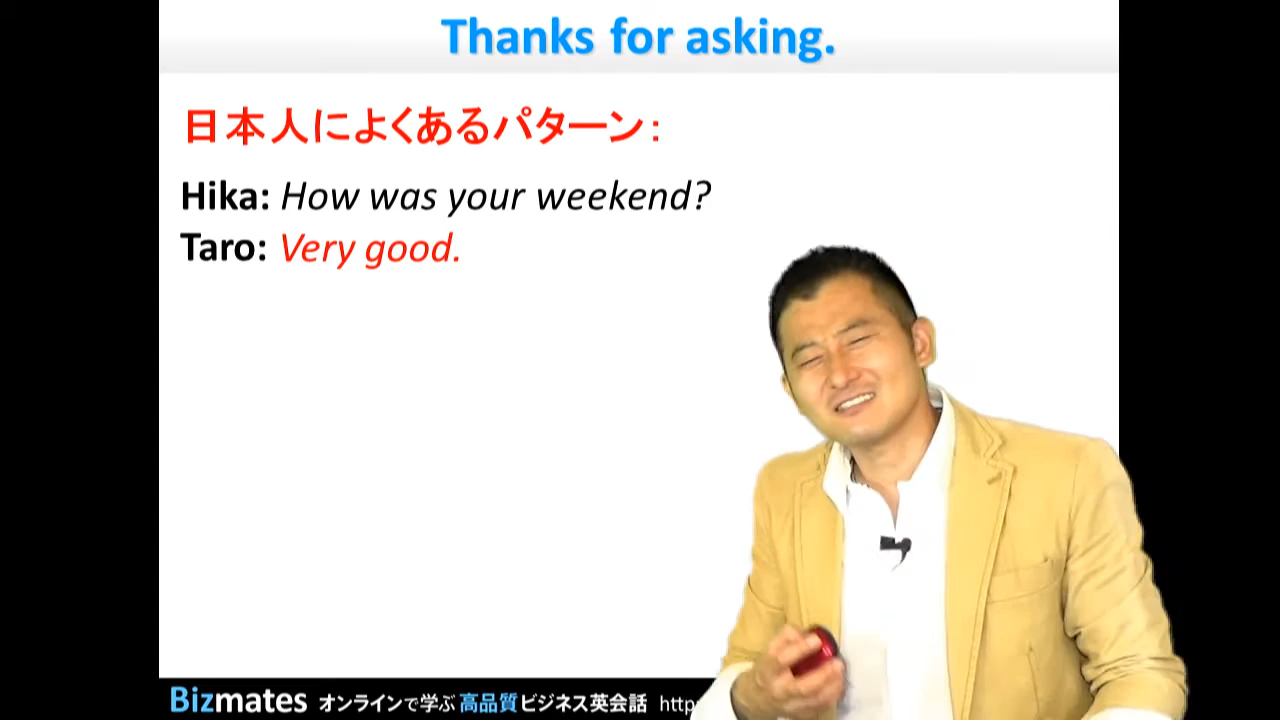 Thanks for asking.
日本人によくあるパターン：
Hika: How was your weekend?
Taro: Very good.
Bizmates オンラインで学ぶ 高品質ビジネス英会話 http